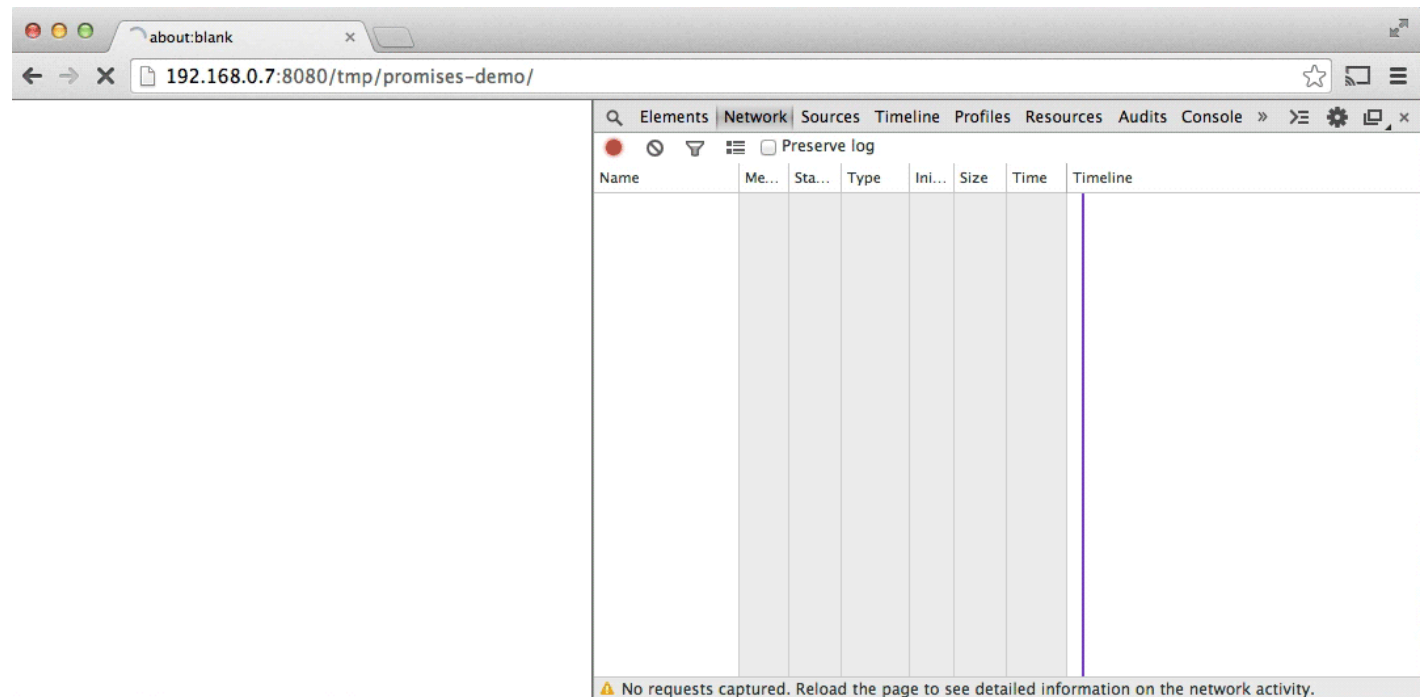 about:blank
192.168.0.7:8080/tmp/promises-demo/
Elements Network Sources Timeline Profiles Resources Audits Console »
Preserve log
Name Me... Sta... Type Ini... Size Time Timeline
No requests captured. Reload the page to see detailed information on the network activity.